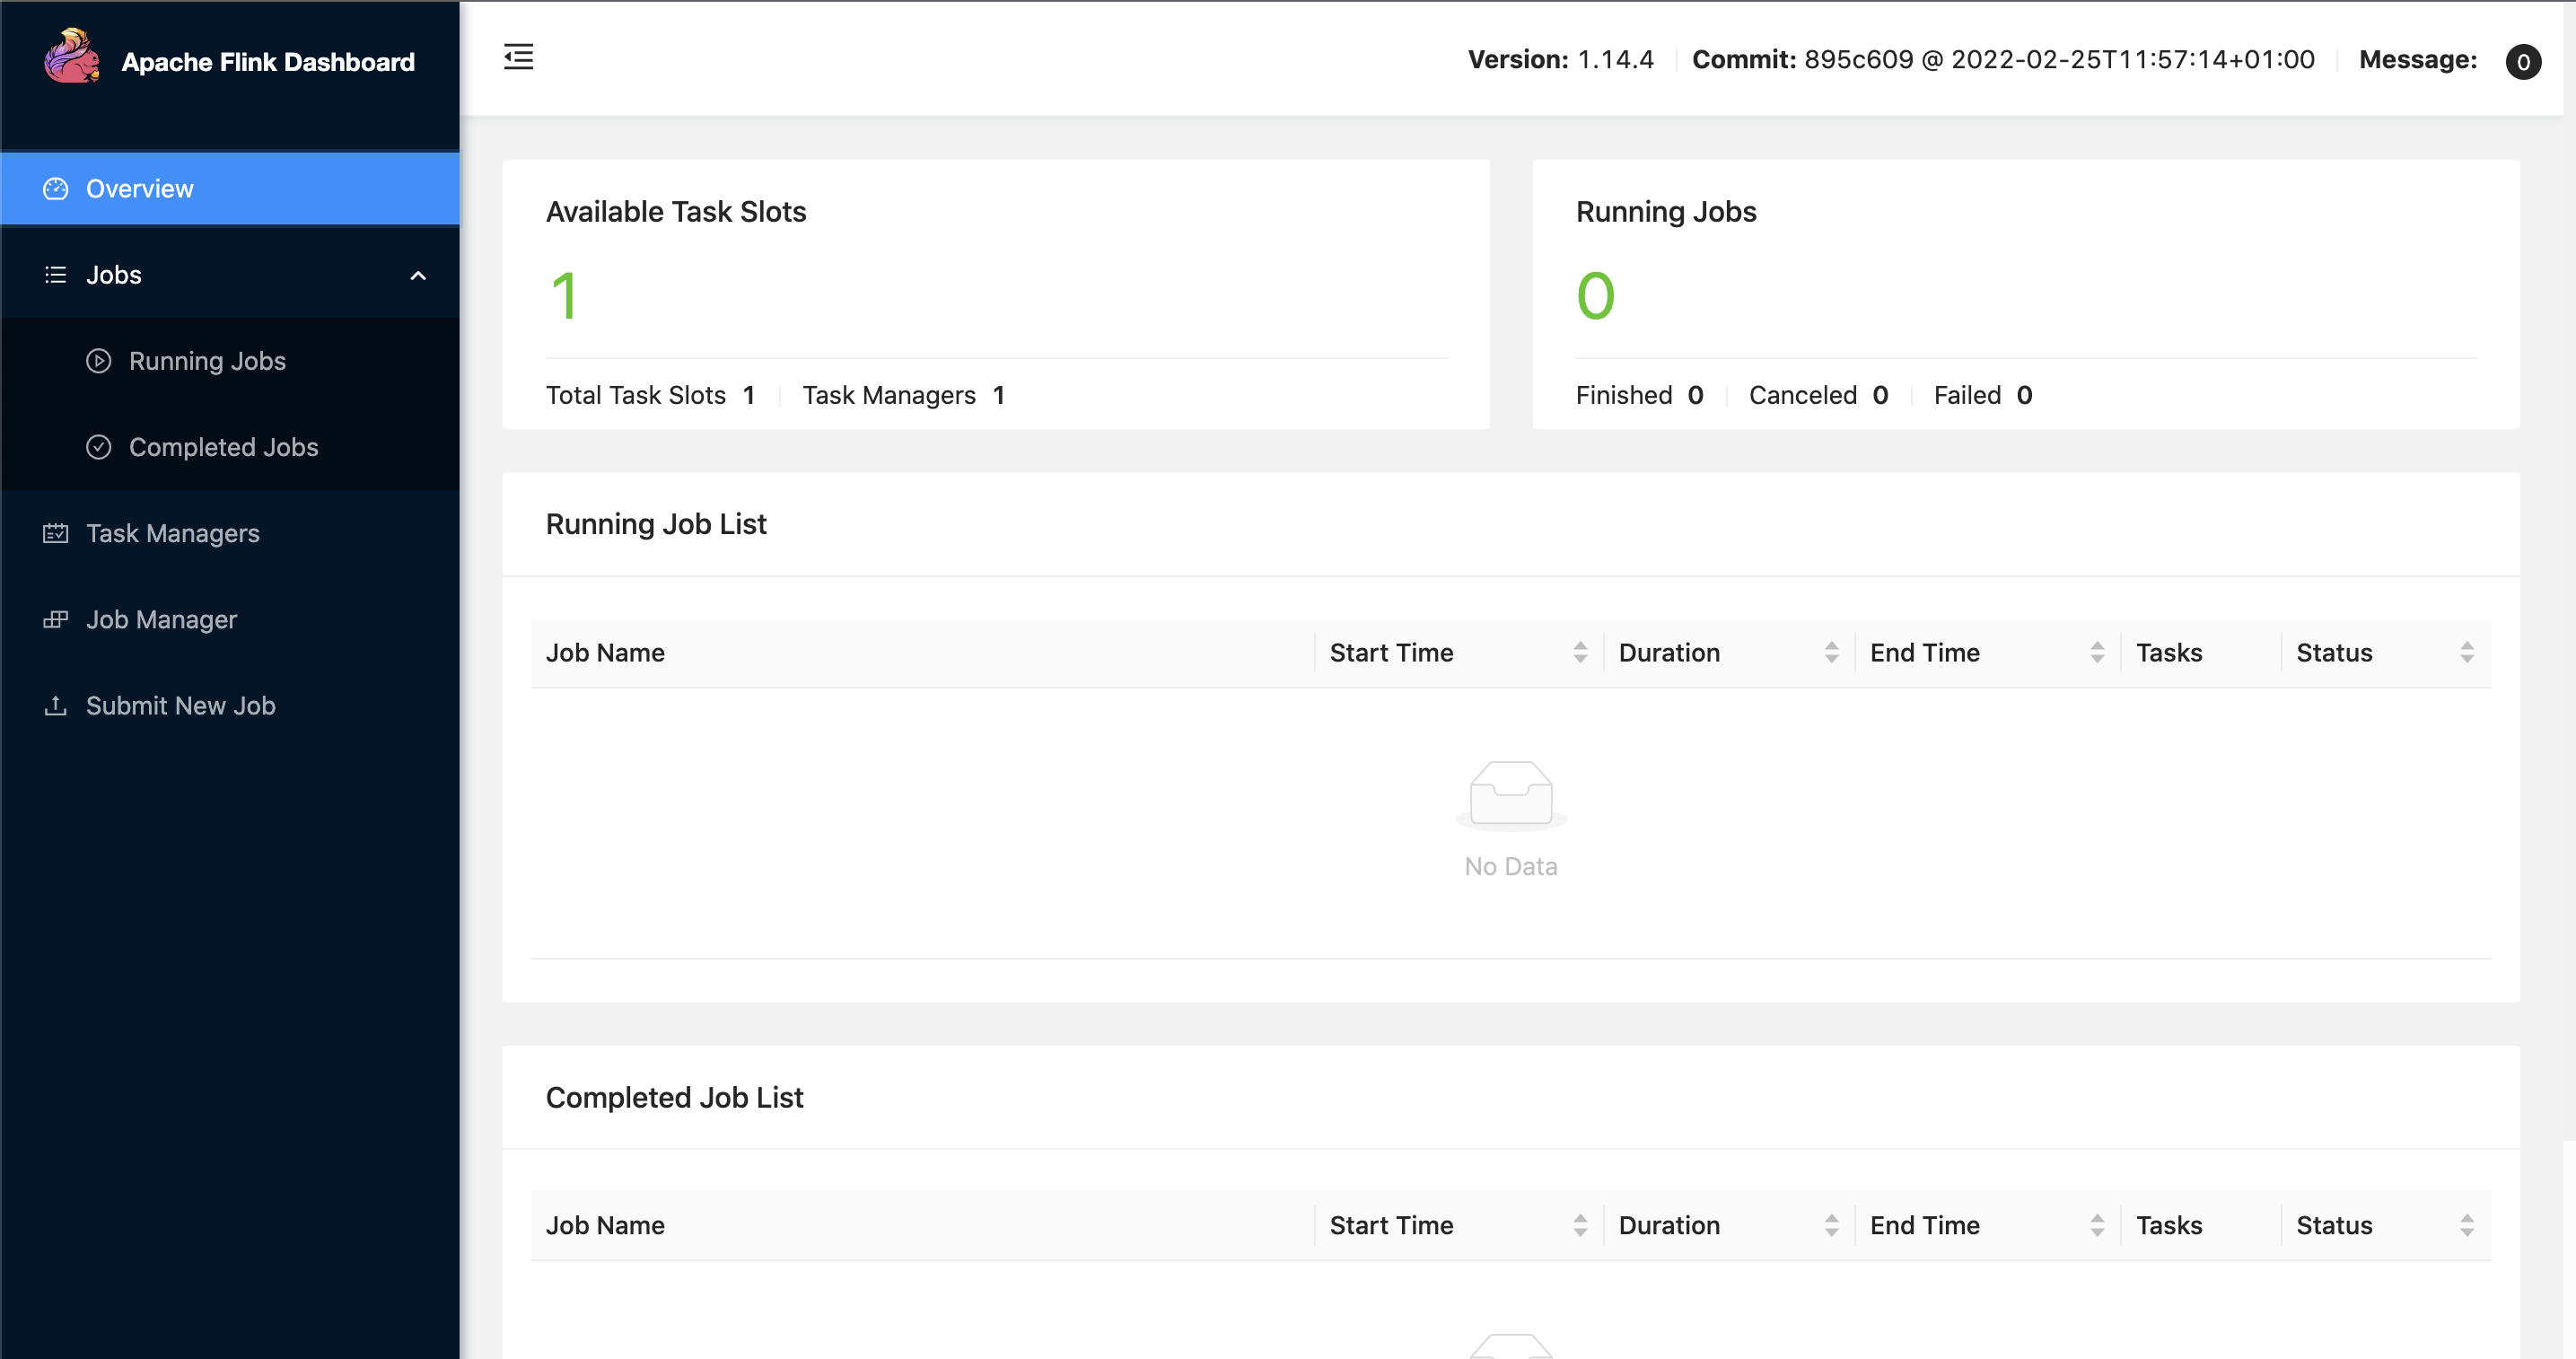 Apache Flink Dashboard
Version: 1.14.4 Commit: 895c609 @ 2022-02-25T11:57:14+01:00 Message: 0
Overview
Jobs
Running Jobs
Completed Jobs
Task Managers
Job Manager
Submit New Job
Available Task Slots
1
Total Task Slots 1 Task Managers 1
Running Jobs
0
Finished 0 Canceled 0 Failed 0
Running Job List
Job Name Start Time Duration End Time Tasks Status
No Data
Completed Job List
Job Name Start Time Duration End Time Tasks Status